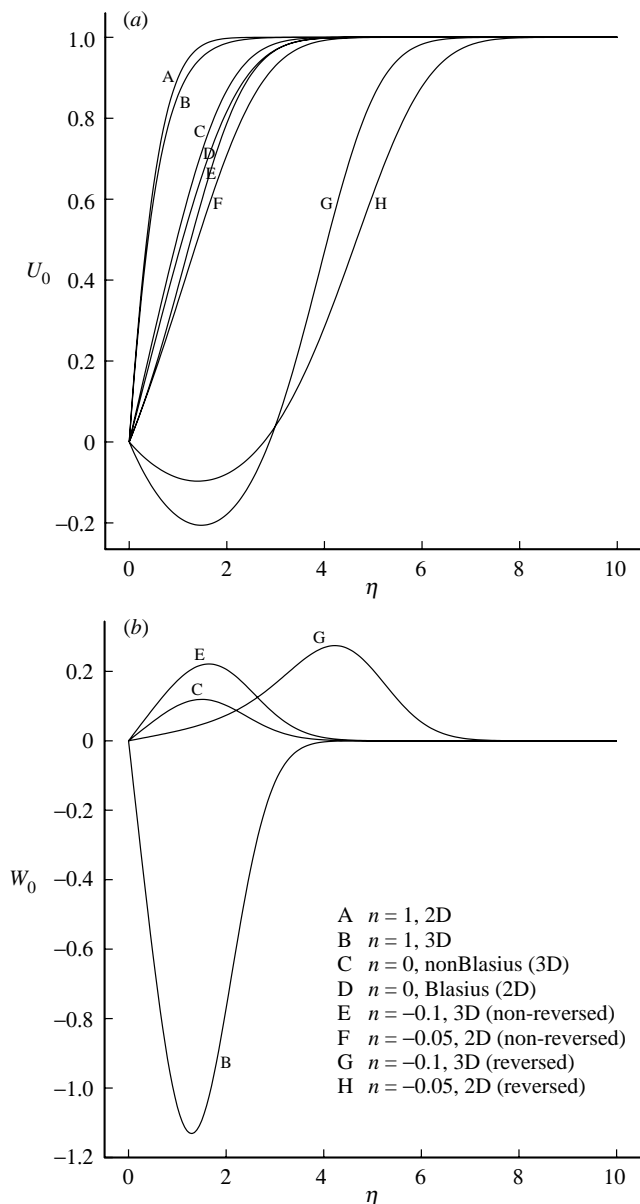 (a)
1.0
0.8
0.6
0.4
0.2
0
−0.2
U0
A
B
C
D
E
F
G
H
0 2 4 6 8 10
η
(b)
0.2
0
−0.2
−0.4
−0.6
−0.8
−1.0
−1.2
W0
E
C
G
B
A n = 1, 2D
B n = 1, 3D
C n = 0, nonBlasius (3D)
D n = 0, Blasius (2D)
E n = −0.1, 3D (non-reversed)
F n = −0.05, 2D (non-reversed)
G n = −0.1, 3D (reversed)
H n = −0.05, 2D (reversed)
0 2 4 6 8 10
η